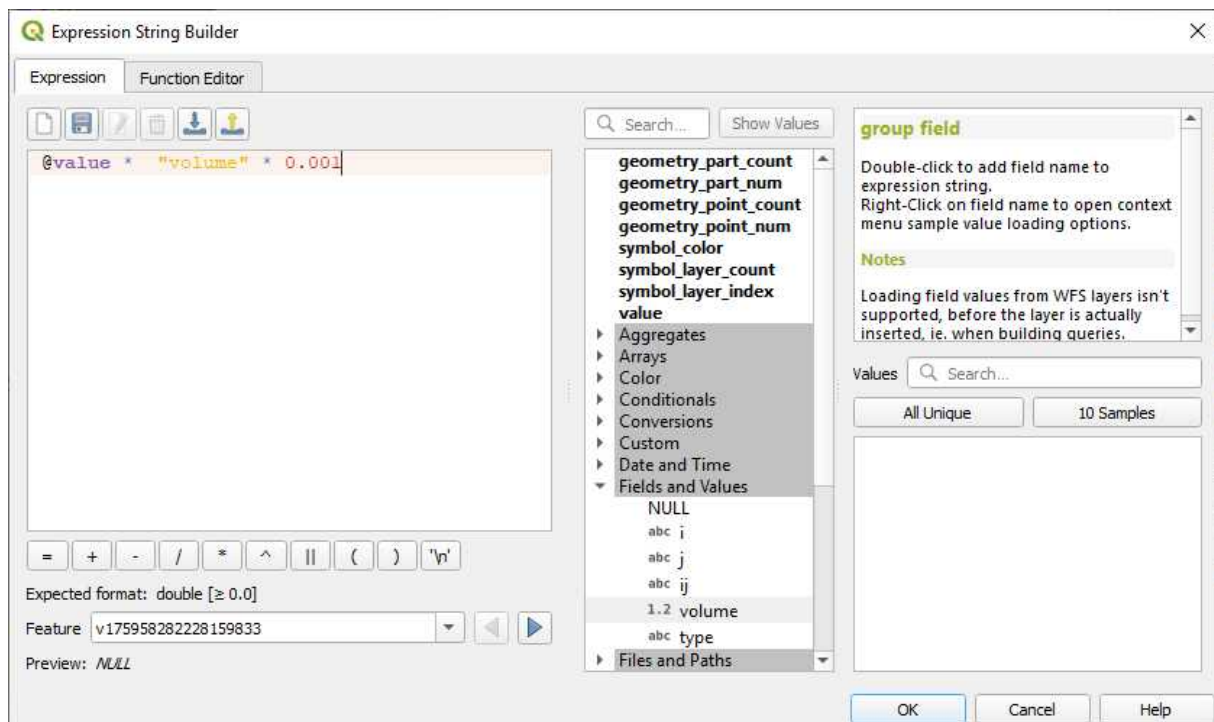 Expression String Builder
Expression
Function Editor
@value * "volume" * 0.001
= + - / * ^ || ( ) '\n'
Expected format: double [≥ 0.0]
Feature v175958282228159833
Preview: NULL
Search...
Show Values
geometry_part_count
geometry_part_num
geometry_point_count
geometry_point_num
symbol_color
symbol_layer_count
symbol_layer_index
value
Aggregates
Arrays
Color
Conditionals
Conversions
Custom
Date and Time
Fields and Values
NULL
abc i
abc j
abc ij
1.2 volume
abc type
Files and Paths
group field
Double-click to add field name to
expression string.
Right-Click on field name to open context
menu sample value loading options.
Notes
Loading field values from WFS layers isn't
supported, before the layer is actually
inserted, ie. when building queries.
Values Search...
All Unique
10 Samples
OK
Cancel
Help